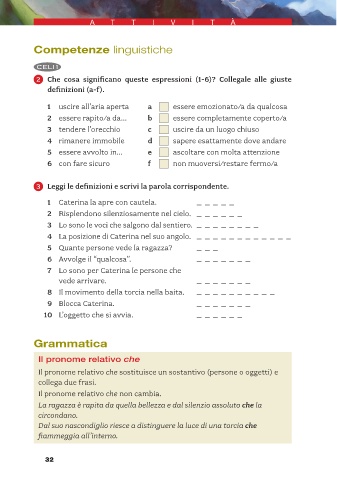 ATTIVITÀ
Competenze linguistiche
CELI 1
2 Che cosa significano queste espressioni (1-6)? Collegale alle giuste
definizioni (a-f).
1 uscire all'aria aperta a essere emozionato/a da qualcosa
2 essere rapito/a da... b essere completamente coperto/a
3 tendere l'orecchio c uscire da un luogo chiuso
4 rimanere immobile d sapere esattamente dove andare
5 essere avvolto in... e ascoltare con molta attenzione
6 con fare sicuro f non muoversi/restare fermo/a
3 Leggi le definizioni e scrivi la parola corrispondente.
1 Caterina la apre con cautela. _ _ _ _ _
2 Risplendono silenziosamente nel cielo. _ _ _ _ _ _
3 Lo sono le voci che salgono dal sentiero. _ _ _ _ _ _ _ _
4 La posizione di Caterina nel suo angolo. _ _ _ _ _ _ _ _ _ _ _ _
5 Quante persone vede la ragazza? _ _ _
6 Avvolge il "qualcosa". _ _ _ _ _ _ _
7 Lo sono per Caterina le persone che
vede arrivare. _ _ _ _ _ _ _
8 Il movimento della torcia nella baita. _ _ _ _ _ _ _ _ _ _
9 Blocca Caterina. _ _ _ _ _ _ _
10 L'oggetto che si avvia. _ _ _ _ _ _
Grammatica
Il pronome relativo che
Il pronome relativo che sostituisce un sostantivo (persone o oggetti) e
collega due frasi.
Il pronome relativo che non cambia.
La ragazza è rapita da quella bellezza e dal silenzio assoluto che la
circondano.
Dal suo nascondiglio riesce a distinguere la luce di una torcia che
fiammeggia all'interno.
32